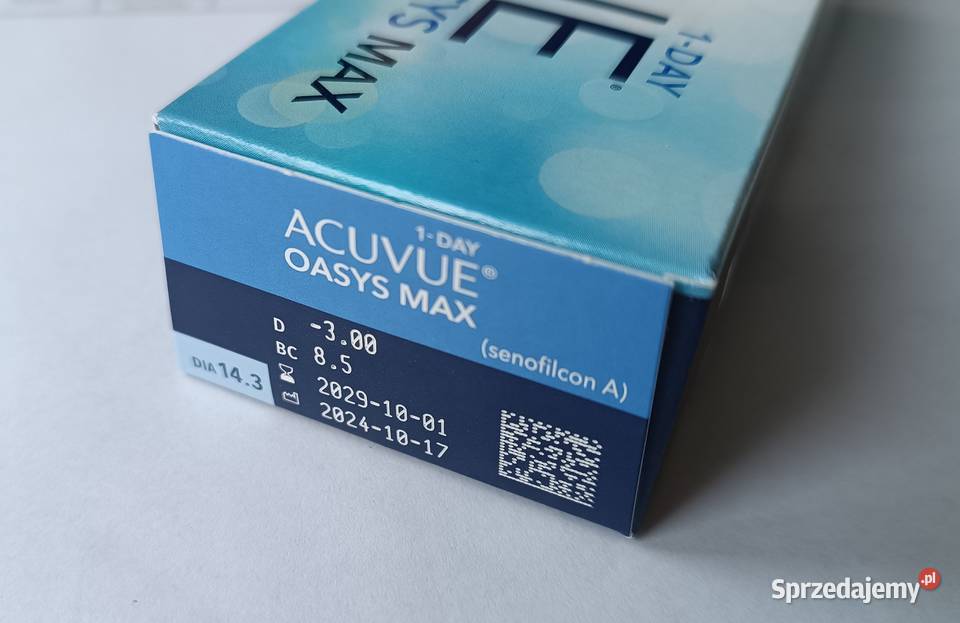 1-DAY
OASYS MAX
1-DAY
ACUVUE®
OASYS MAX
(senofilcon A)
D -3.00
BC 8.5
2029-10-01
2024-10-17
DIA 14.3
Sprzedajemy.pl